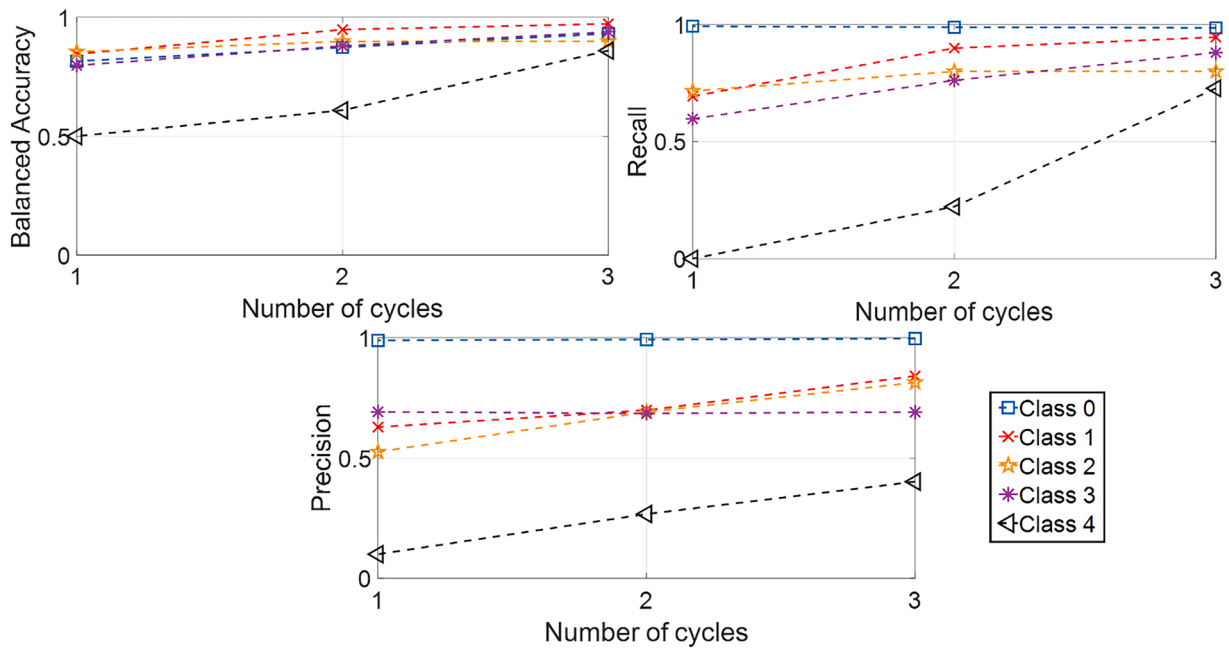 1
0.5
0
Balanced Accuracy
1
2
3
Number of cycles
1
0.5
0
Recall
1
2
3
Number of cycles
1
0.5
0
Precision
1
2
3
Number of cycles
Class 0
Class 1
Class 2
Class 3
Class 4